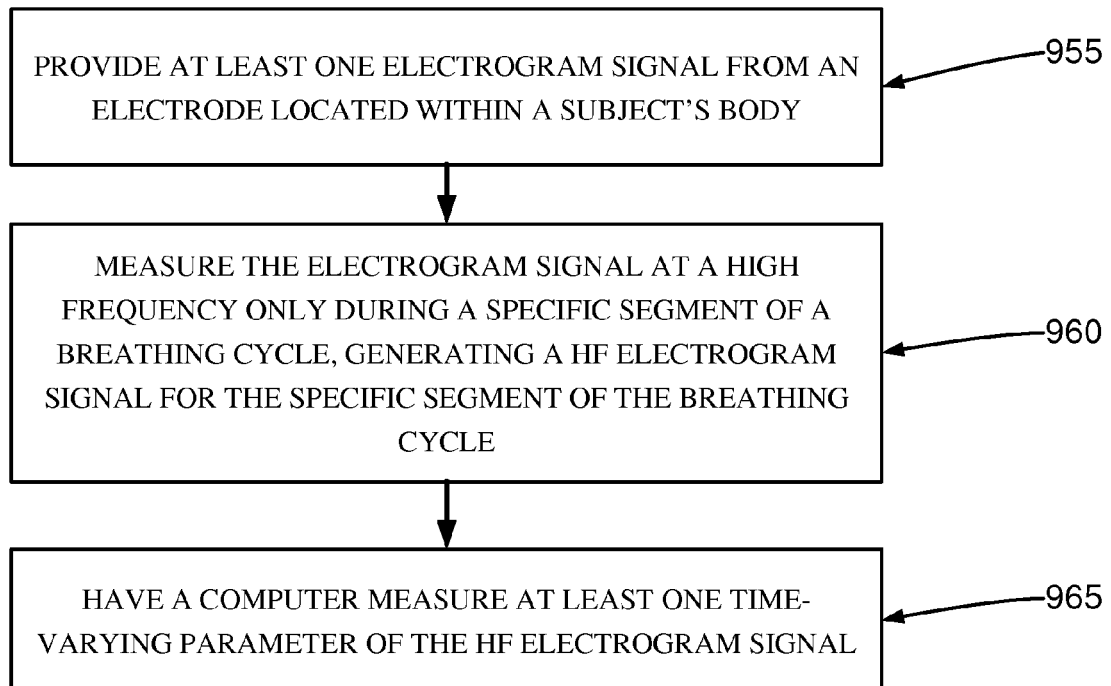 PROVIDE AT LEAST ONE ELECTROGRAM SIGNAL FROM AN
ELECTRODE LOCATED WITHIN A SUBJECT'S BODY
955
MEASURE THE ELECTROGRAM SIGNAL AT A HIGH
FREQUENCY ONLY DURING A SPECIFIC SEGMENT OF A
BREATHING CYCLE, GENERATING A HF ELECTROGRAM
SIGNAL FOR THE SPECIFIC SEGMENT OF THE BREATHING
CYCLE
960
HAVE A COMPUTER MEASURE AT LEAST ONE TIME-
VARYING PARAMETER OF THE HF ELECTROGRAM SIGNAL
965